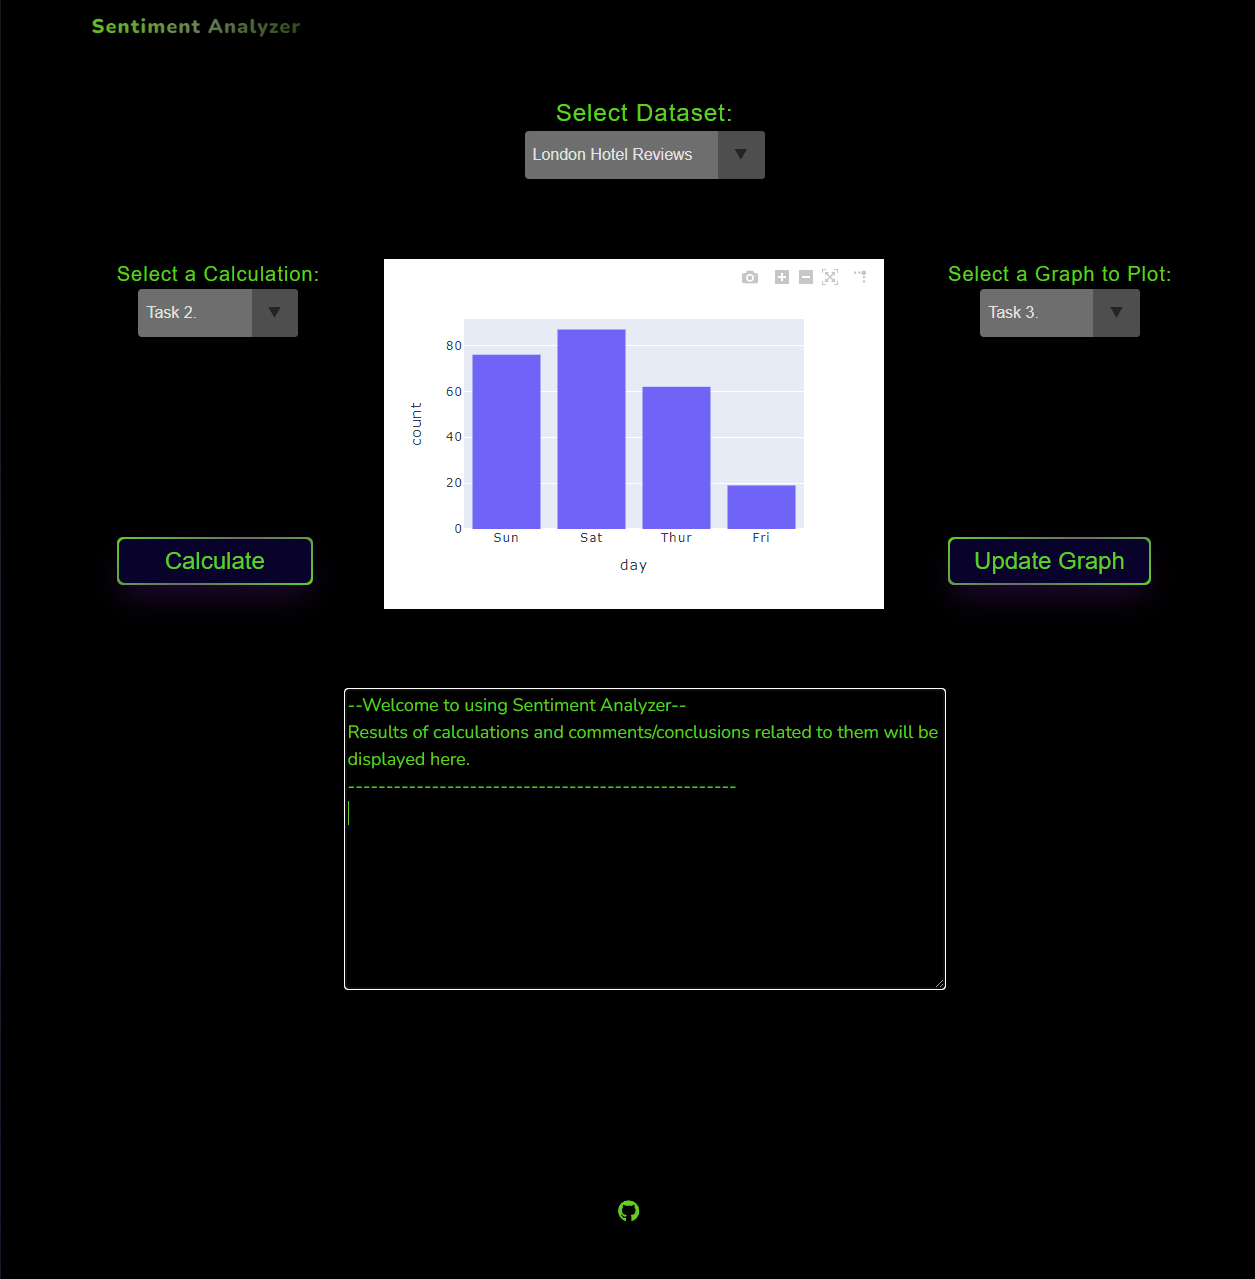 Sentiment Analyzer
Select Dataset:
London Hotel Reviews
Select a Calculation:
Task 2.
Select a Graph to Plot:
Task 3.
80
60
40
20
0
count
Sun Sat Thur Fri
day
Calculate
Update Graph
--Welcome to using Sentiment Analyzer--
Results of calculations and comments/conclusions related to them will be
displayed here.
---------------------------------------------------